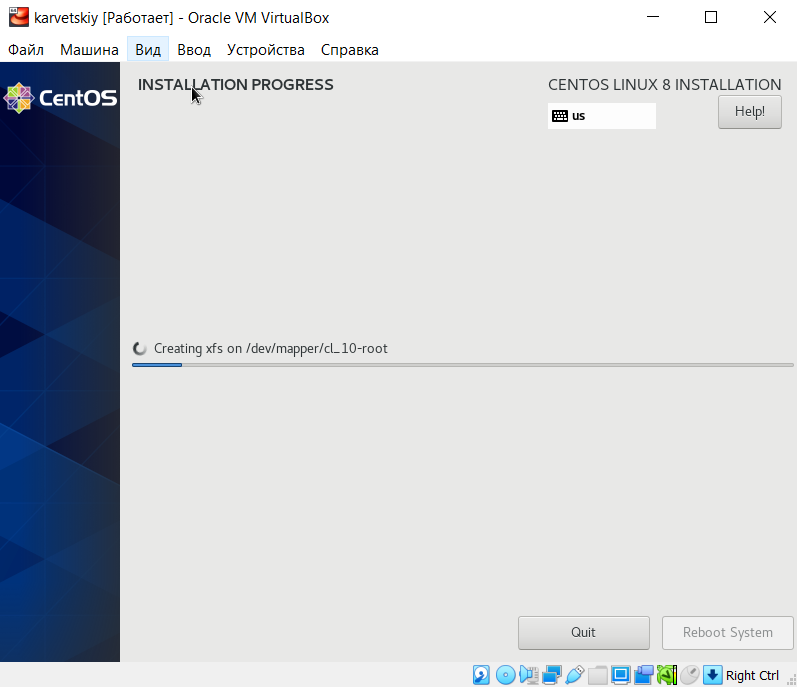 karvetskiy [Работает] - Oracle VM VirtualBox
Файл Машина Вид Ввод Устройства Справка
CentOS
INSTALLATION PROGRESS
CENTOS LINUX 8 INSTALLATION
us
Help!
Creating xfs on /dev/mapper/cl_10-root
Quit
Reboot System
Right Ctrl